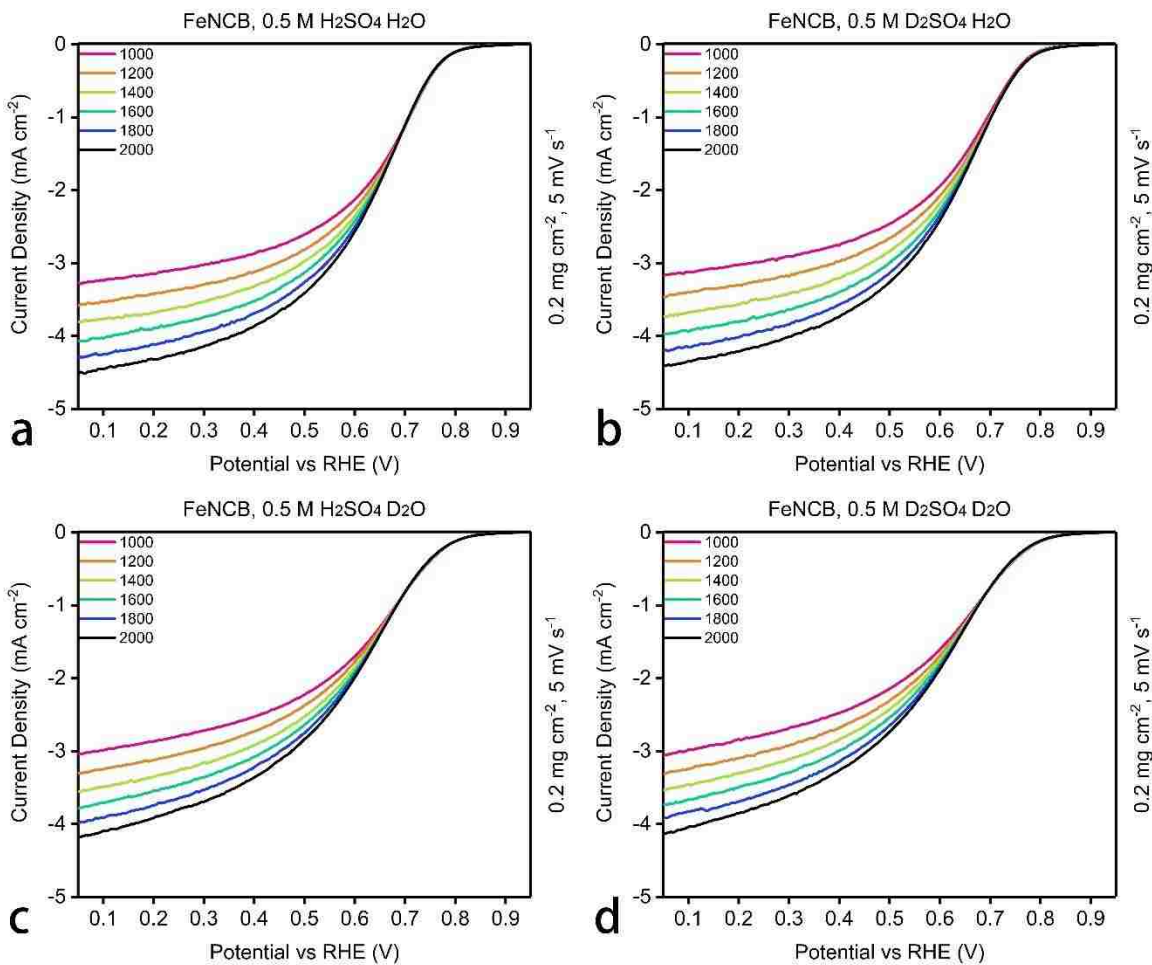 FeNCB, 0.5 M H2SO4 H2O
0
-1
-2
-3
-4
-5
Current Density (mA cm-2)
1000
1200
1400
1600
1800
2000
0.2 mg cm-2, 5 mV s-1
0.1 0.2 0.3 0.4 0.5 0.6 0.7 0.8 0.9
Potential vs RHE (V)
a
FeNCB, 0.5 M D2SO4 H2O
0
-1
-2
-3
-4
-5
Current Density (mA cm-2)
1000
1200
1400
1600
1800
2000
0.2 mg cm-2, 5 mV s-1
0.1 0.2 0.3 0.4 0.5 0.6 0.7 0.8 0.9
Potential vs RHE (V)
b
FeNCB, 0.5 M H2SO4 D2O
0
-1
-2
-3
-4
-5
Current Density (mA cm-2)
1000
1200
1400
1600
1800
2000
0.2 mg cm-2, 5 mV s-1
0.1 0.2 0.3 0.4 0.5 0.6 0.7 0.8 0.9
Potential vs RHE (V)
c
FeNCB, 0.5 M D2SO4 D2O
0
-1
-2
-3
-4
-5
Current Density (mA cm-2)
1000
1200
1400
1600
1800
2000
0.2 mg cm-2, 5 mV s-1
0.1 0.2 0.3 0.4 0.5 0.6 0.7 0.8 0.9
Potential vs RHE (V)
d